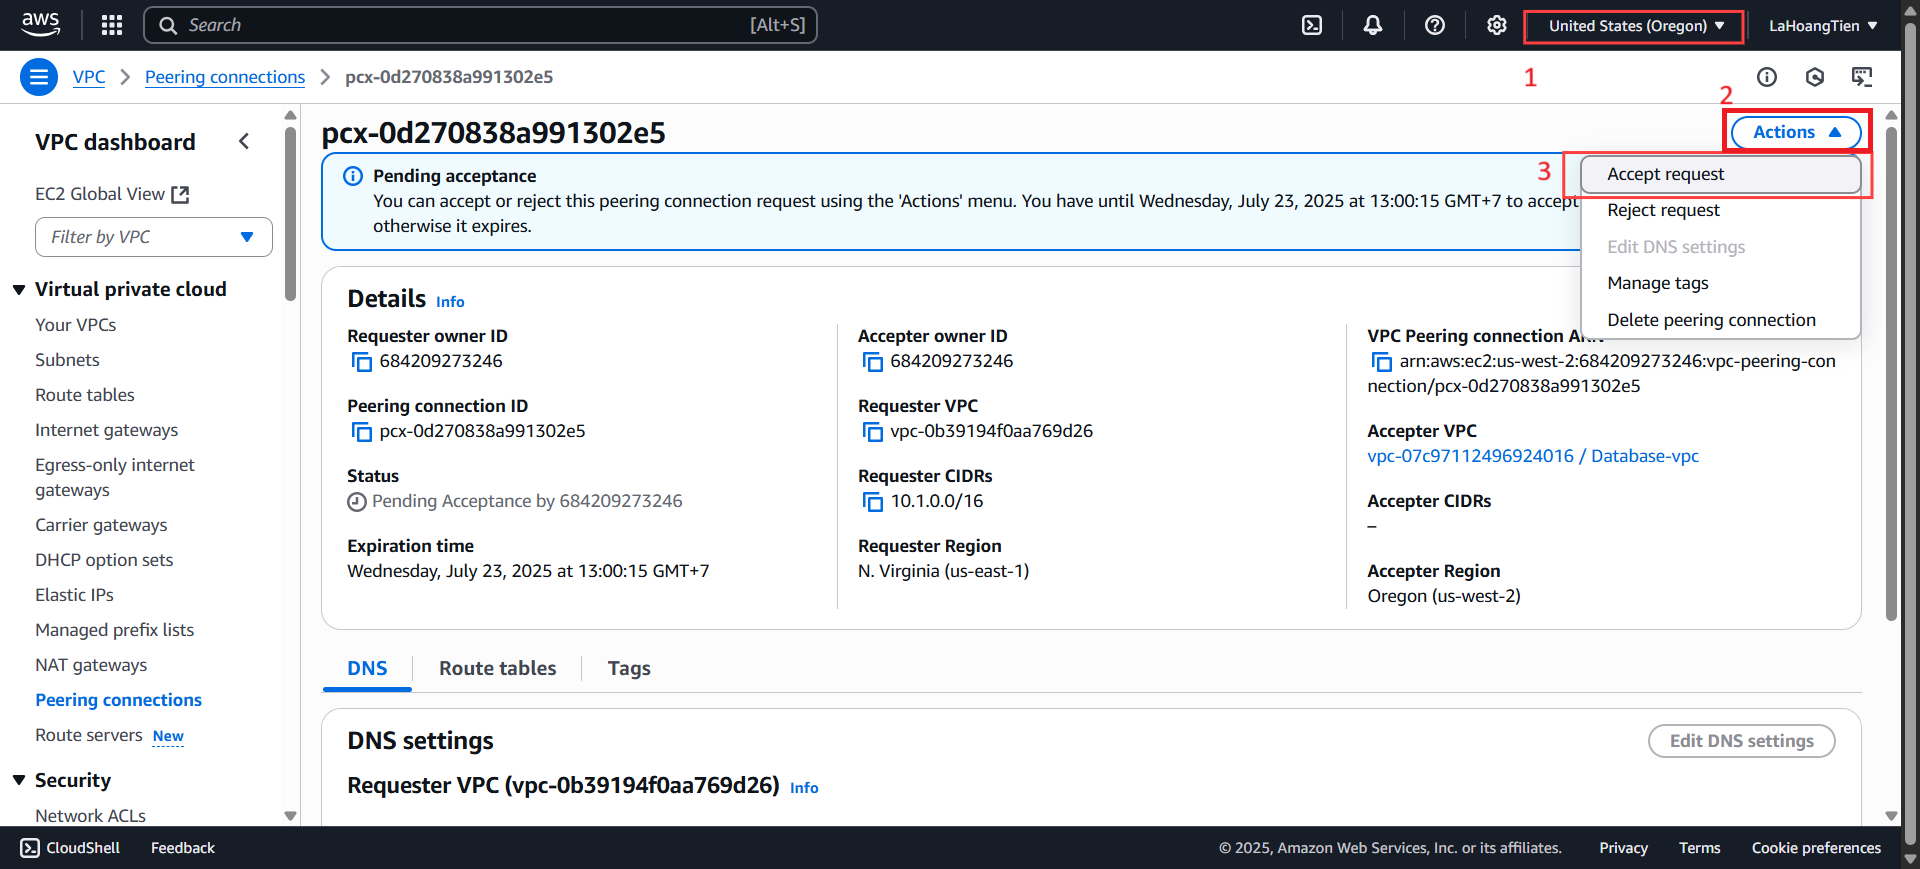 aws
Search
[Alt+S]
United States (Oregon)
LaHoangTien
VPC
Peering connections
pcx-0d270838a991302e5
1
2
3
VPC dashboard
EC2 Global View
Filter by VPC
Virtual private cloud
Your VPCs
Subnets
Route tables
Internet gateways
Egress-only internet
gateways
Carrier gateways
DHCP option sets
Elastic IPs
Managed prefix lists
NAT gateways
Peering connections
Route servers New
Security
Network ACLs
pcx-0d270838a991302e5
Actions
Accept request
Reject request
Edit DNS settings
Manage tags
Delete peering connection
Pending acceptance
You can accept or reject this peering connection request using the 'Actions' menu. You have until Wednesday, July 23, 2025 at 13:00:15 GMT+7 to accept
otherwise it expires.
Details Info
Requester owner ID
684209273246
Peering connection ID
pcx-0d270838a991302e5
Status
Pending Acceptance by 684209273246
Expiration time
Wednesday, July 23, 2025 at 13:00:15 GMT+7
Accepter owner ID
684209273246
Requester VPC
vpc-0b39194f0aa769d26
Requester CIDRs
10.1.0.0/16
Requester Region
N. Virginia (us-east-1)
VPC Peering connection
arn:aws:ec2:us-west-2:684209273246:vpc-peering-con
nection/pcx-0d270838a991302e5
Accepter VPC
vpc-07c97112496924016 / Database-vpc
Accepter CIDRs
–
Accepter Region
Oregon (us-west-2)
DNS
Route tables
Tags
DNS settings
Edit DNS settings
Requester VPC (vpc-0b39194f0aa769d26) Info
CloudShell
Feedback
© 2025, Amazon Web Services, Inc. or its affiliates.
Privacy
Terms
Cookie preferences